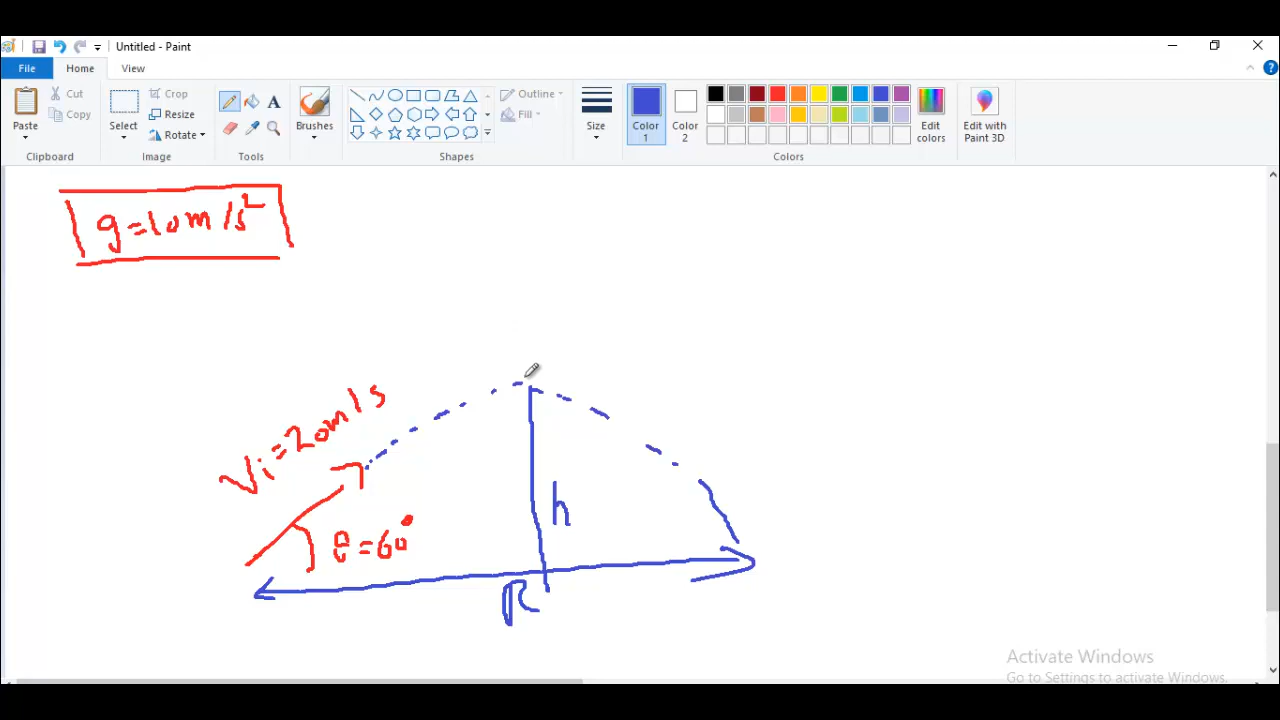 Untitled - Paint
File Home View
Cut
Copy
Paste
Clipboard
Select
Crop
Resize
Rotate
Image
A
Tools
Brushes
Outline
Fill
Shapes
Size
Color 1
Color 2
Edit colors
Colors
Edit with Paint 3D
g=10m/s²
Vi=20m/s
θ=60°
h
R
Activate Windows
Go to Settings to activate Windows.